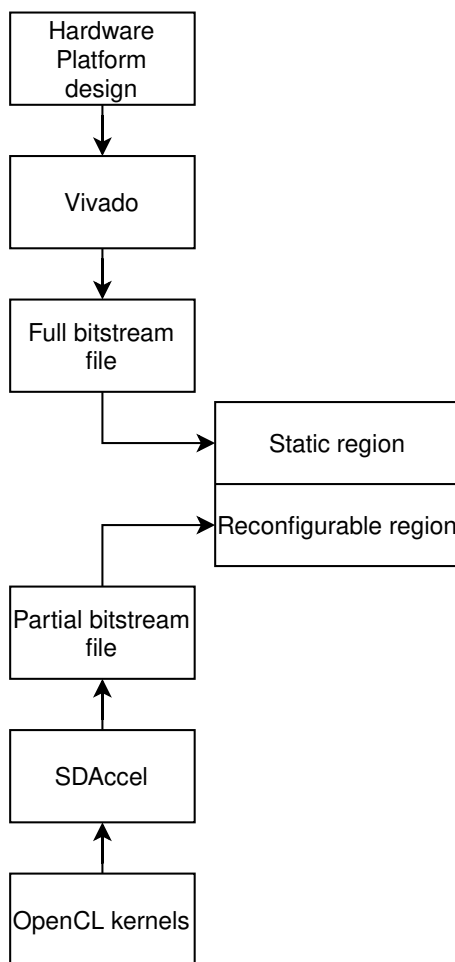 Hardware
Platform
design
Vivado
Full bitstream
file
Static region
Reconfigurable region
Partial bitstream
file
SDAccel
OpenCL kernels